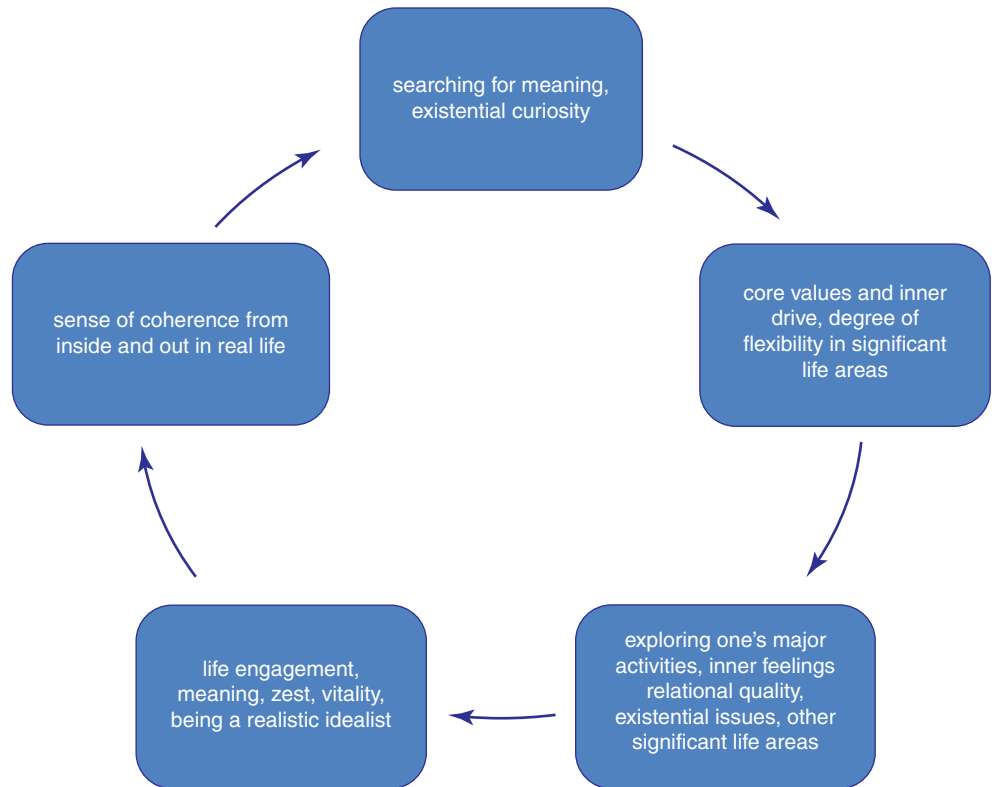 searching for meaning,
existential curiosity
core values and inner
drive, degree of
flexibility in significant
life areas
exploring one’s major
activities, inner feelings
relational quality,
existential issues, other
significant life areas
life engagement,
meaning, zest, vitality,
being a realistic idealist
sense of coherence from
inside and out in real life